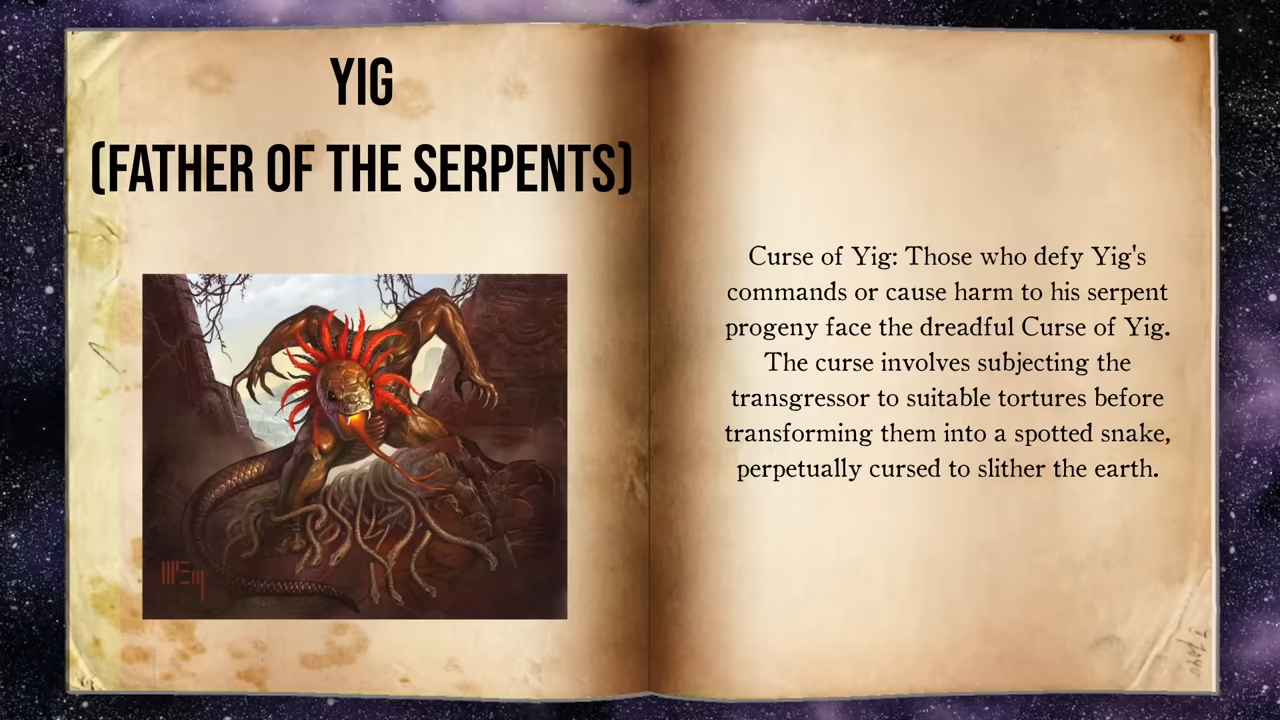 YIG
(FATHER OF THE SERPENTS)
Curse of Yig: Those who defy Yig's
commands or cause harm to his serpent
progeny face the dreadful Curse of Yig.
The curse involves subjecting the
transgressor to suitable tortures before
transforming them into a spotted snake,
perpetually cursed to slither the earth.